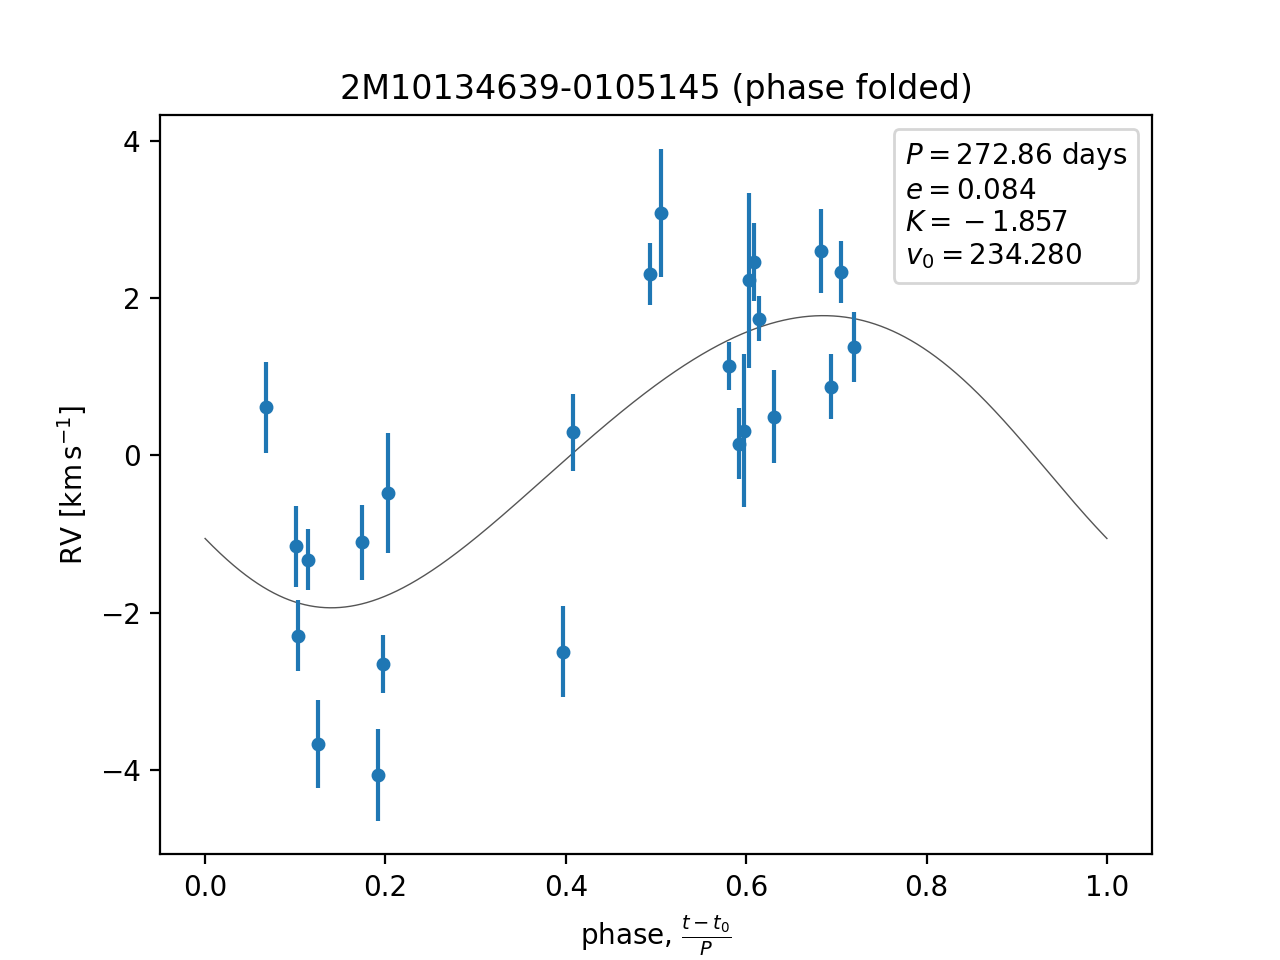 2M10134639-0105145 (phase folded)
P = 272.86 days
e = 0.084
K = −1.857
v₀ = 234.280
RV [km s⁻¹]
4
2
0
−2
−4
0.0 0.2 0.4 0.6 0.8 1.0
phase, (t − t₀)/P